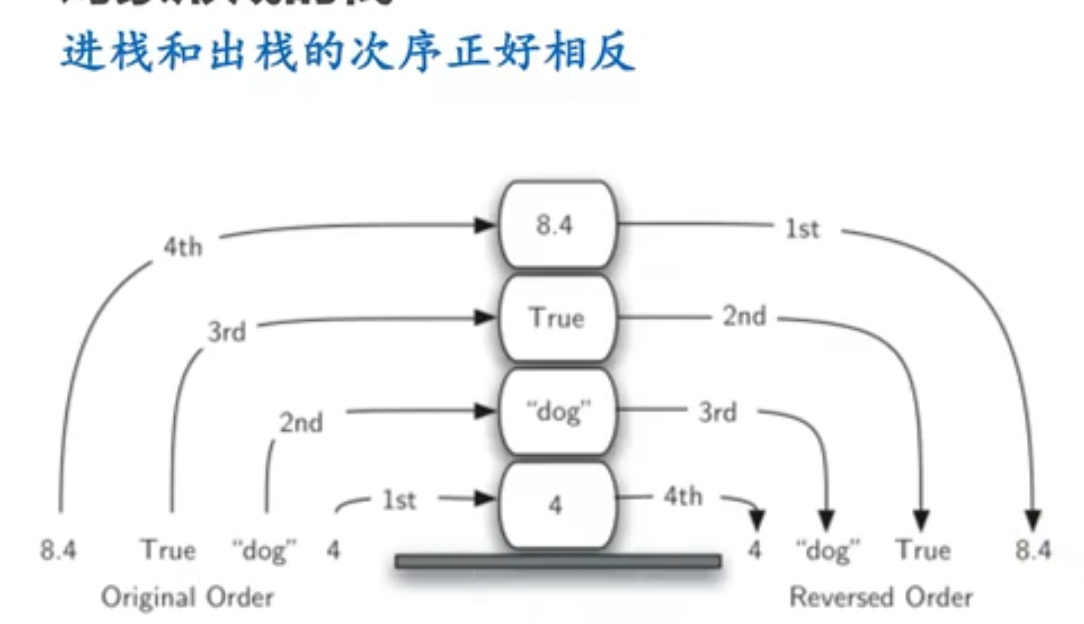 进栈和出栈的次序正好相反
8.4
4th
1st
True
3rd
2nd
“dog”
2nd
3rd
4
1st
4th
8.4 True “dog” 4
4 “dog” True 8.4
Original Order
Reversed Order